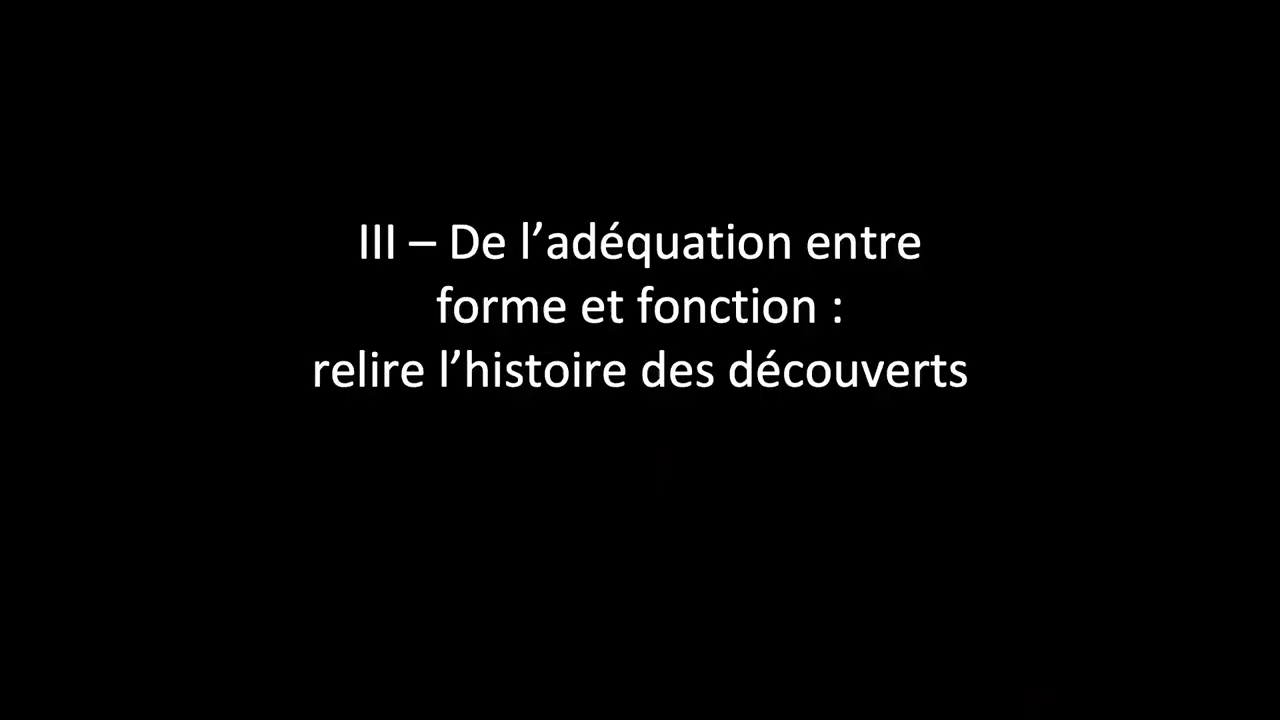 III – De l’adéquation entre
forme et fonction :
relire l’histoire des découverts